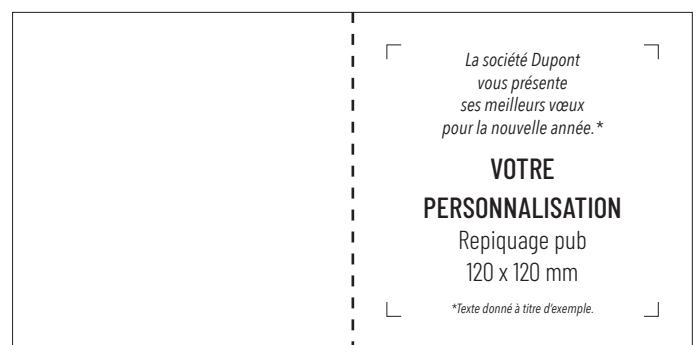 La société Dupont
vous présente
ses meilleurs vœux
pour la nouvelle année.*
VOTRE
PERSONNALISATION
Repiquage pub
120 x 120 mm
*Texte donné à titre d'exemple.